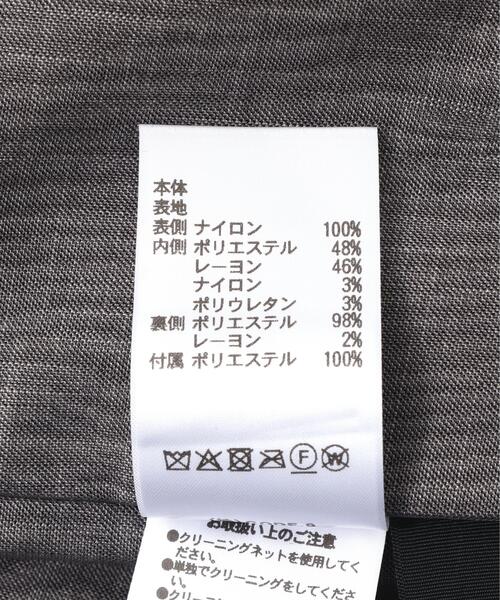 本体
表地
表側 ナイロン 100%
内側 ポリエステル 48%
レーヨン 46%
ナイロン 3%
ポリウレタン 3%
裏側 ポリエステル 98%
レーヨン 2%
付属 ポリエステル 100%
F W
お取扱い上のご注意
●クリーニングネットを使用してく
ださい。
●単独でクリーニングをしてくださ
い。
●クリーニ